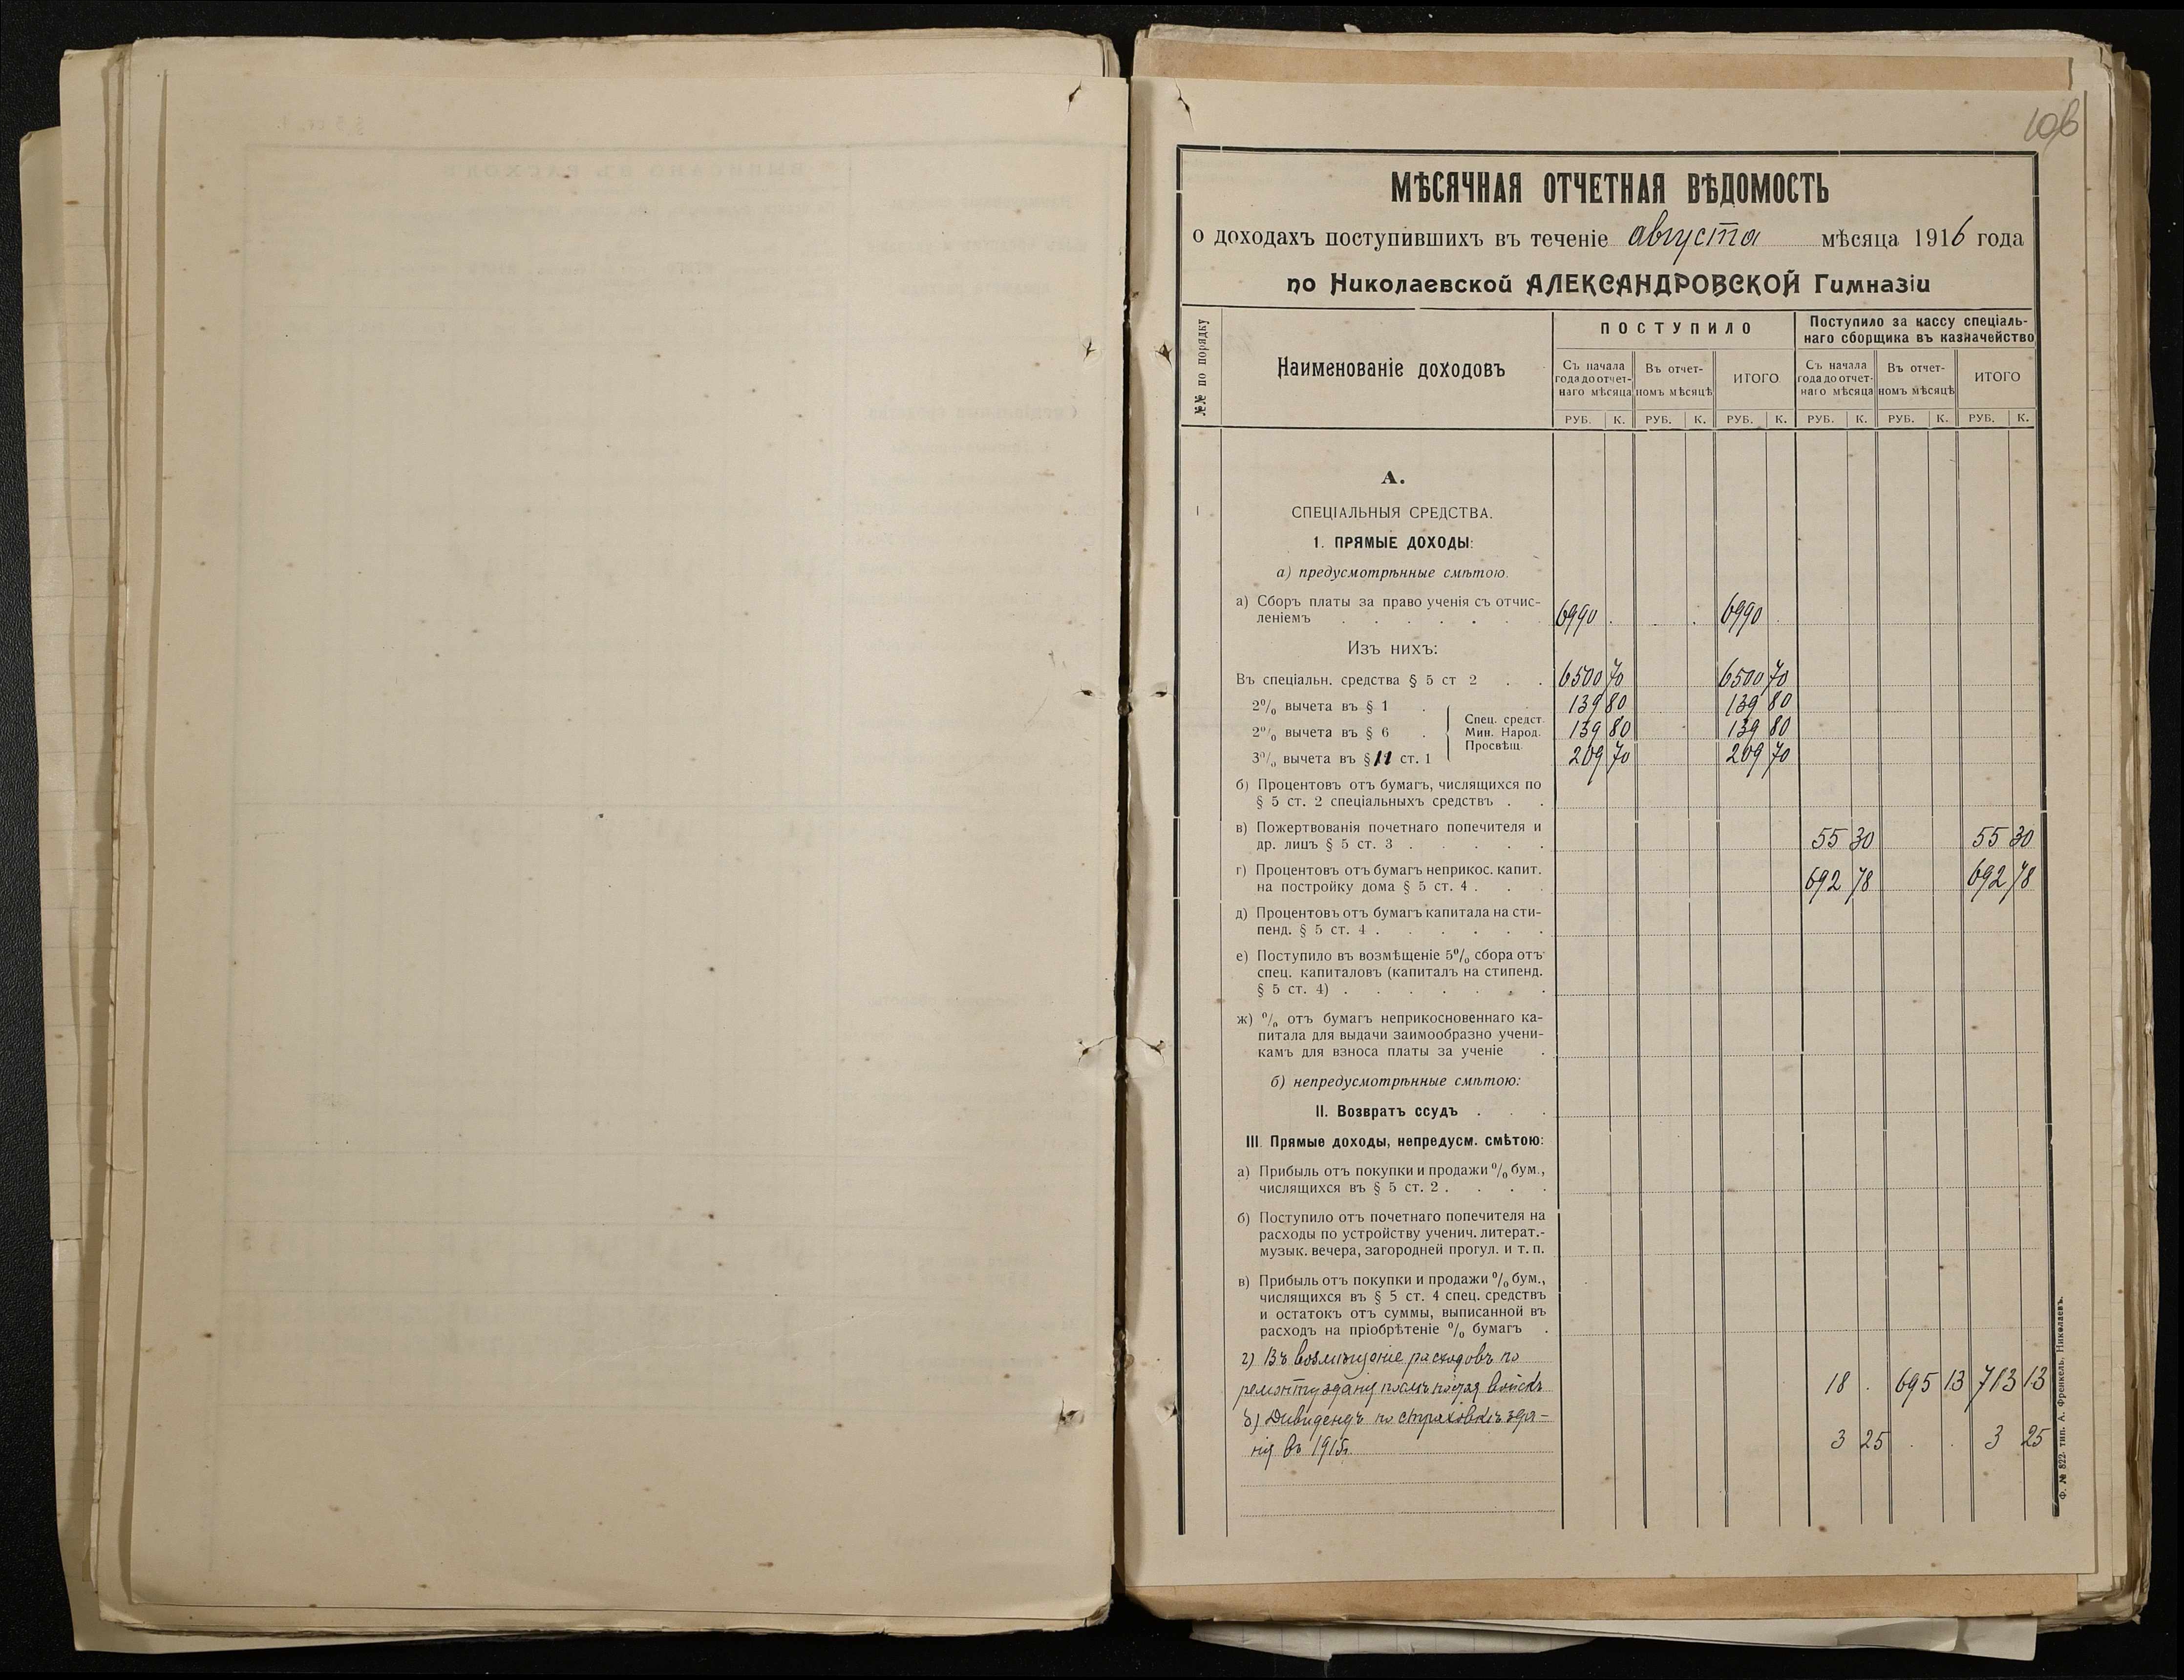 106
МѢСЯЧНАЯ ОТЧЕТНАЯ ВѢДОМОСТЬ
о доходахъ поступившихъ въ теченіе августа мѣсяца 1916 года
по Николаевской АЛЕКСАНДРОВСКОЙ Гимназіи
№№ по порядку
Наименованіе доходовъ
ПОСТУПИЛО
Поступило за кассу спеціаль-
наго сборщика въ казначейство
Съ начала года до отчет- наго мѣсяца
Въ отчет- номъ мѣсяцѣ
ИТОГО
Съ начала года до отчет- наго мѣсяца
Въ отчет- номъ мѣсяцѣ
ИТОГО
РУБ. К. РУБ. К. РУБ. К. РУБ. К. РУБ. К. РУБ. К.
А.
СПЕЦІАЛЬНЫЯ СРЕДСТВА.
1. ПРЯМЫЕ ДОХОДЫ:
а) предусмотрѣнные смѣтою.
а) Сборъ платы за право ученія съ отчис-
леніемъ . . . . . . . 6990 . . . 6990 .
Изъ нихъ:
Въ спеціальн. средства § 5 ст 2 . . 6500 70 6500 70
2% вычета въ § 1 . 139 80 139 80
Спец. средст.
2% вычета въ § 6 . Мин. Народ. 139 80 139 80
Просвѣщ.
3% вычета въ § 11 ст. 1 209 70 209 70
б) Процентовъ отъ бумагъ, числящихся по
§ 5 ст. 2 спеціальныхъ средствъ . .
в) Пожертвованія почетнаго попечителя и
др. лицъ § 5 ст. 3 . . . . . 55 30 55 30
г) Процентовъ отъ бумагъ неприкос. капит.
на постройку дома § 5 ст. 4 . . . 692 78 692 78
д) Процентовъ отъ бумагъ капитала на сти-
пенд. § 5 ст. 4 . . . . . .
е) Поступило въ возмѣщеніе 5% сбора отъ
спец. капиталовъ (капиталъ на стипенд.
§ 5 ст. 4) . . . . . . .
ж) % отъ бумагъ неприкосновеннаго ка-
питала для выдачи заимообразно учени-
камъ для взноса платы за ученіе .
б) непредусмотрѣнные смѣтою:
II. Возвратъ ссудъ . . .
III. Прямые доходы, непредусм. смѣтою:
а) Прибыль отъ покупки и продажи % бум.,
числящихся въ § 5 ст. 2 . . . .
б) Поступило отъ почетнаго попечителя на
расходы по устройству ученич. литерат.-
музык. вечера, загородней прогул. и т. п.
в) Прибыль отъ покупки и продажи % бум.,
числящихся въ § 5 ст. 4 спец. средствъ
и остатокъ отъ суммы, выписанной въ
расходъ на пріобрѣтеніе % бумагъ .
г) Въ возмѣщеніе расходовъ по
ремонту зданія послѣ постоя войскъ 18 . 695 13 713 13
д) Дивидендъ по страховкѣ зда-
нія въ 1915г. 3 25 . . 3 25
Ф. № 822. тип. А. Френкель, Николаевъ.